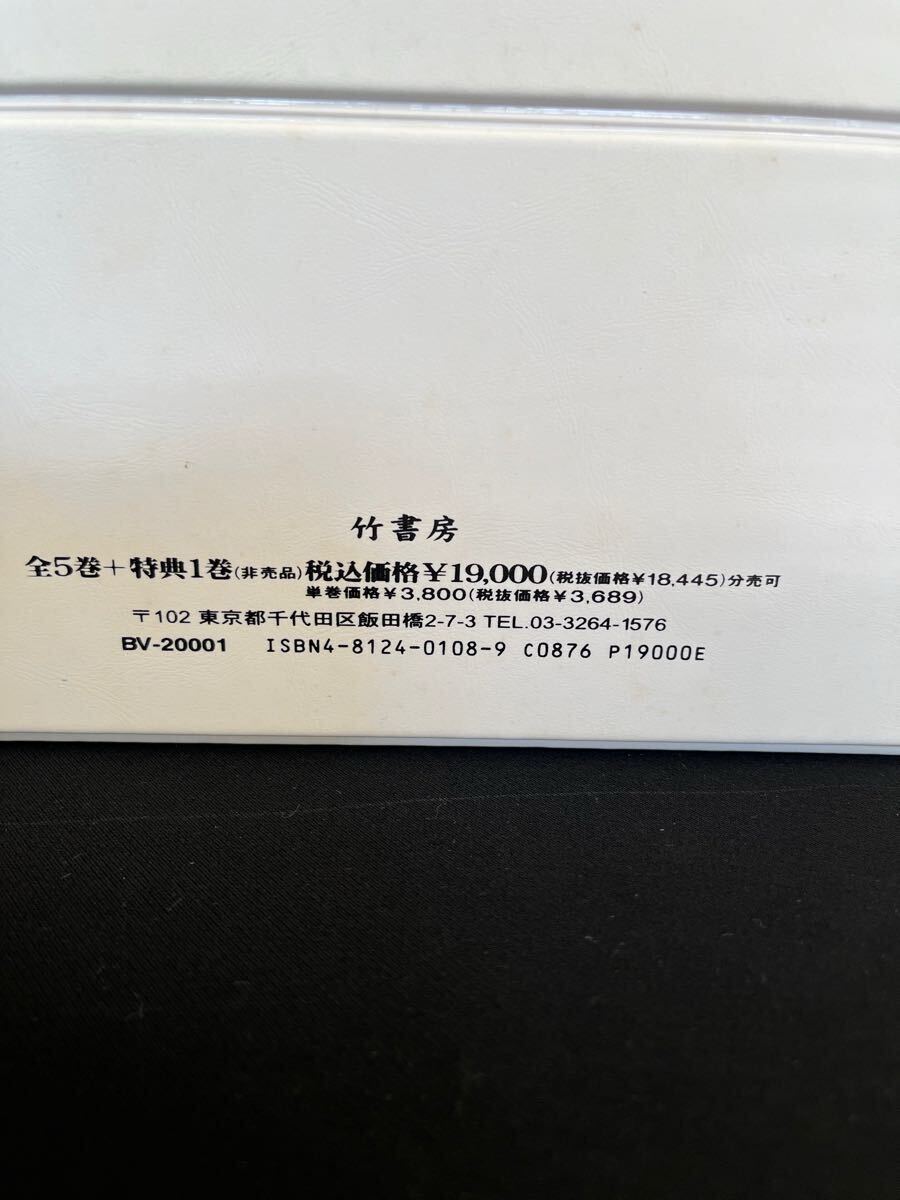 竹書房
全5巻+特典1巻(非売品)税込価格¥19,000(税抜価格¥18,445)分売可
単巻価格¥3,800(税抜価格¥3,689)
〒102 東京都千代田区飯田橋2-7-3 TEL.03-3264-1576
BV-20001 ISBN4-8124-0108-9 C0876 P19000E